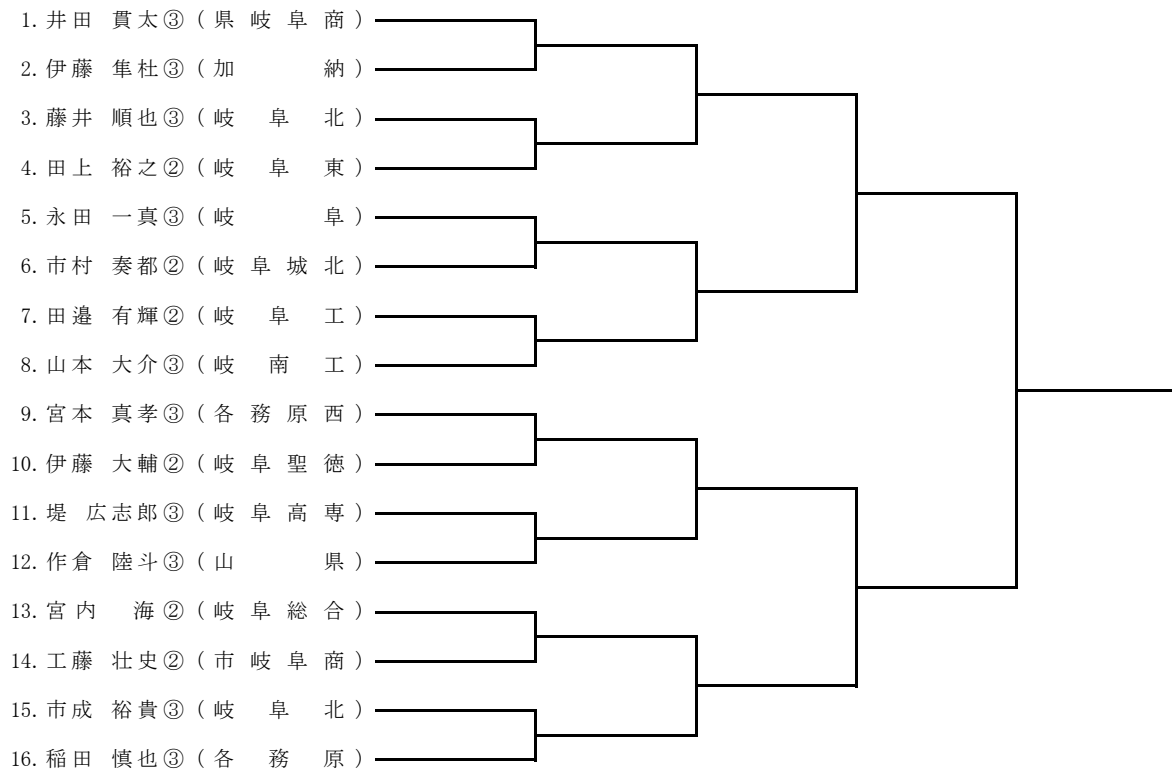 1. 井田 貫太③ (県岐阜商)
2. 伊藤 隼杜③ (加納)
3. 藤井 順也③ (岐阜北)
4. 田上 裕之② (岐阜東)
5. 永田 一真③ (岐阜)
6. 市村 奏都② (岐阜城北)
7. 田邉 有輝② (岐阜工)
8. 山本 大介③ (岐南工)
9. 宮本 真孝③ (各務原西)
10. 伊藤 大輔② (岐阜聖徳)
11. 堤 広志郎③ (岐阜高専)
12. 作倉 陸斗③ (山県)
13. 宮内 海② (岐阜総合)
14. 工藤 壮史② (市岐阜商)
15. 市成 裕貴③ (岐阜北)
16. 稲田 慎也③ (各務原)